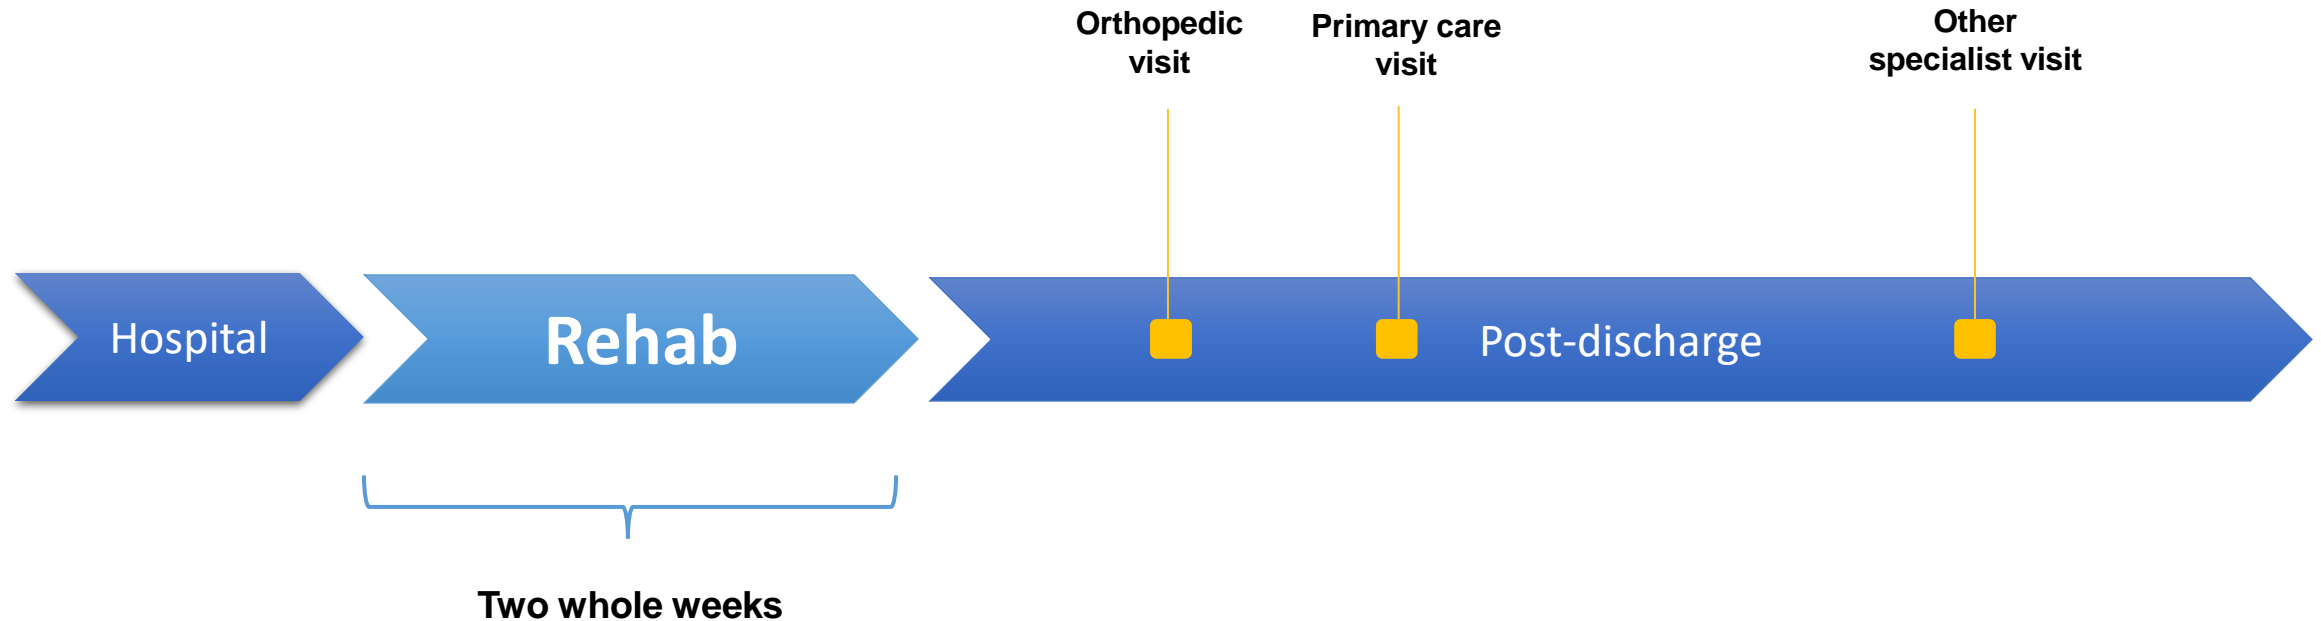 Orthopedic
visit
Primary care
visit
Other
specialist visit
Hospital
Rehab
Post-discharge
Two whole weeks